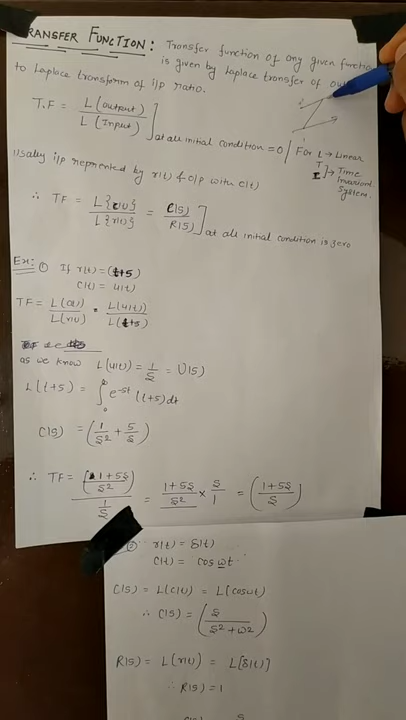 TRANSFER FUNCTION: Transfer function of any given function
is given by Laplace transfer of out
to Laplace transform of i/p ratio.
T.F = L(output) / L(Input) ] at all initial condition = 0 / For L → Linear
T I ] → Time Invariant System.
i/p represented by r(t) & o/p with c(t)
∴ TF = L{c(t)} / L{r(t)} = C(S) / R(S) ] at all initial condition is zero
Ex: ① If r(t) = (t+5)
c(t) = u(t)
TF = L(c(t)) / L(r(t)) = L(u(t)) / L(t+5)
as we know L(u(t)) = 1/S = U(S)
L(t+5) = ∫₀ e^-st (t+5) dt
C(S) = (1/S² + 5/S)
∴ TF = ((1+5S)/S²) / (1/S) = (1+5S)/S² × S/1 = ((1+5S)/S)
② r(t) = δ(t)
c(t) = cos ωt
C(S) = L(c(t)) = L(cosωt)
∴ C(S) = (S / (S² + ω²))
R(S) = L(r(t)) = L[δ(t)]
∴ R(S) = 1